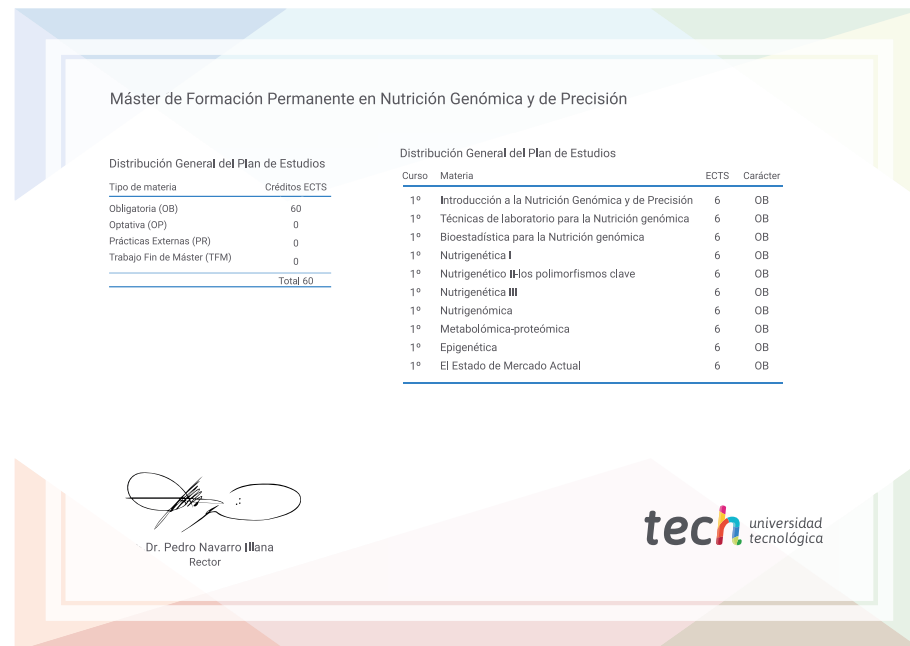 Máster de Formación Permanente en Nutrición Genómica y de Precisión
Distribución General del Plan de Estudios
Tipo de materia Créditos ECTS
Obligatoria (OB) 60
Optativa (OP) 0
Prácticas Externas (PR) 0
Trabajo Fin de Máster (TFM) 0
Total 60
Distribución General del Plan de Estudios
Curso Materia ECTS Carácter
1º Introducción a la Nutrición Genómica y de Precisión 6 OB
1º Técnicas de laboratorio para la Nutrición genómica 6 OB
1º Bioestadística para la Nutrición genómica 6 OB
1º Nutrigenética I 6 OB
1º Nutrigenético II-los polimorfismos clave 6 OB
1º Nutrigenética III 6 OB
1º Nutrigenómica 6 OB
1º Metabolómica-proteómica 6 OB
1º Epigenética 6 OB
1º El Estado de Mercado Actual 6 OB
Dr. Pedro Navarro Illana
Rector
tech universidad
tecnológica